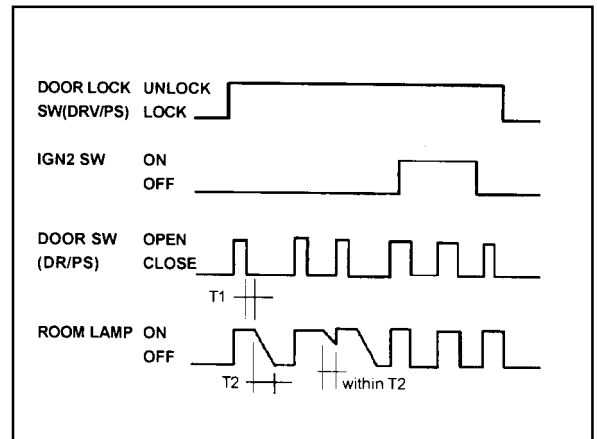 DOOR LOCK UNLOCK
SW(DRV/PS) LOCK
IGN2 SW ON
OFF
DOOR SW OPEN
(DR/PS) CLOSE
T1
ROOM LAMP ON
OFF
T2 within T2